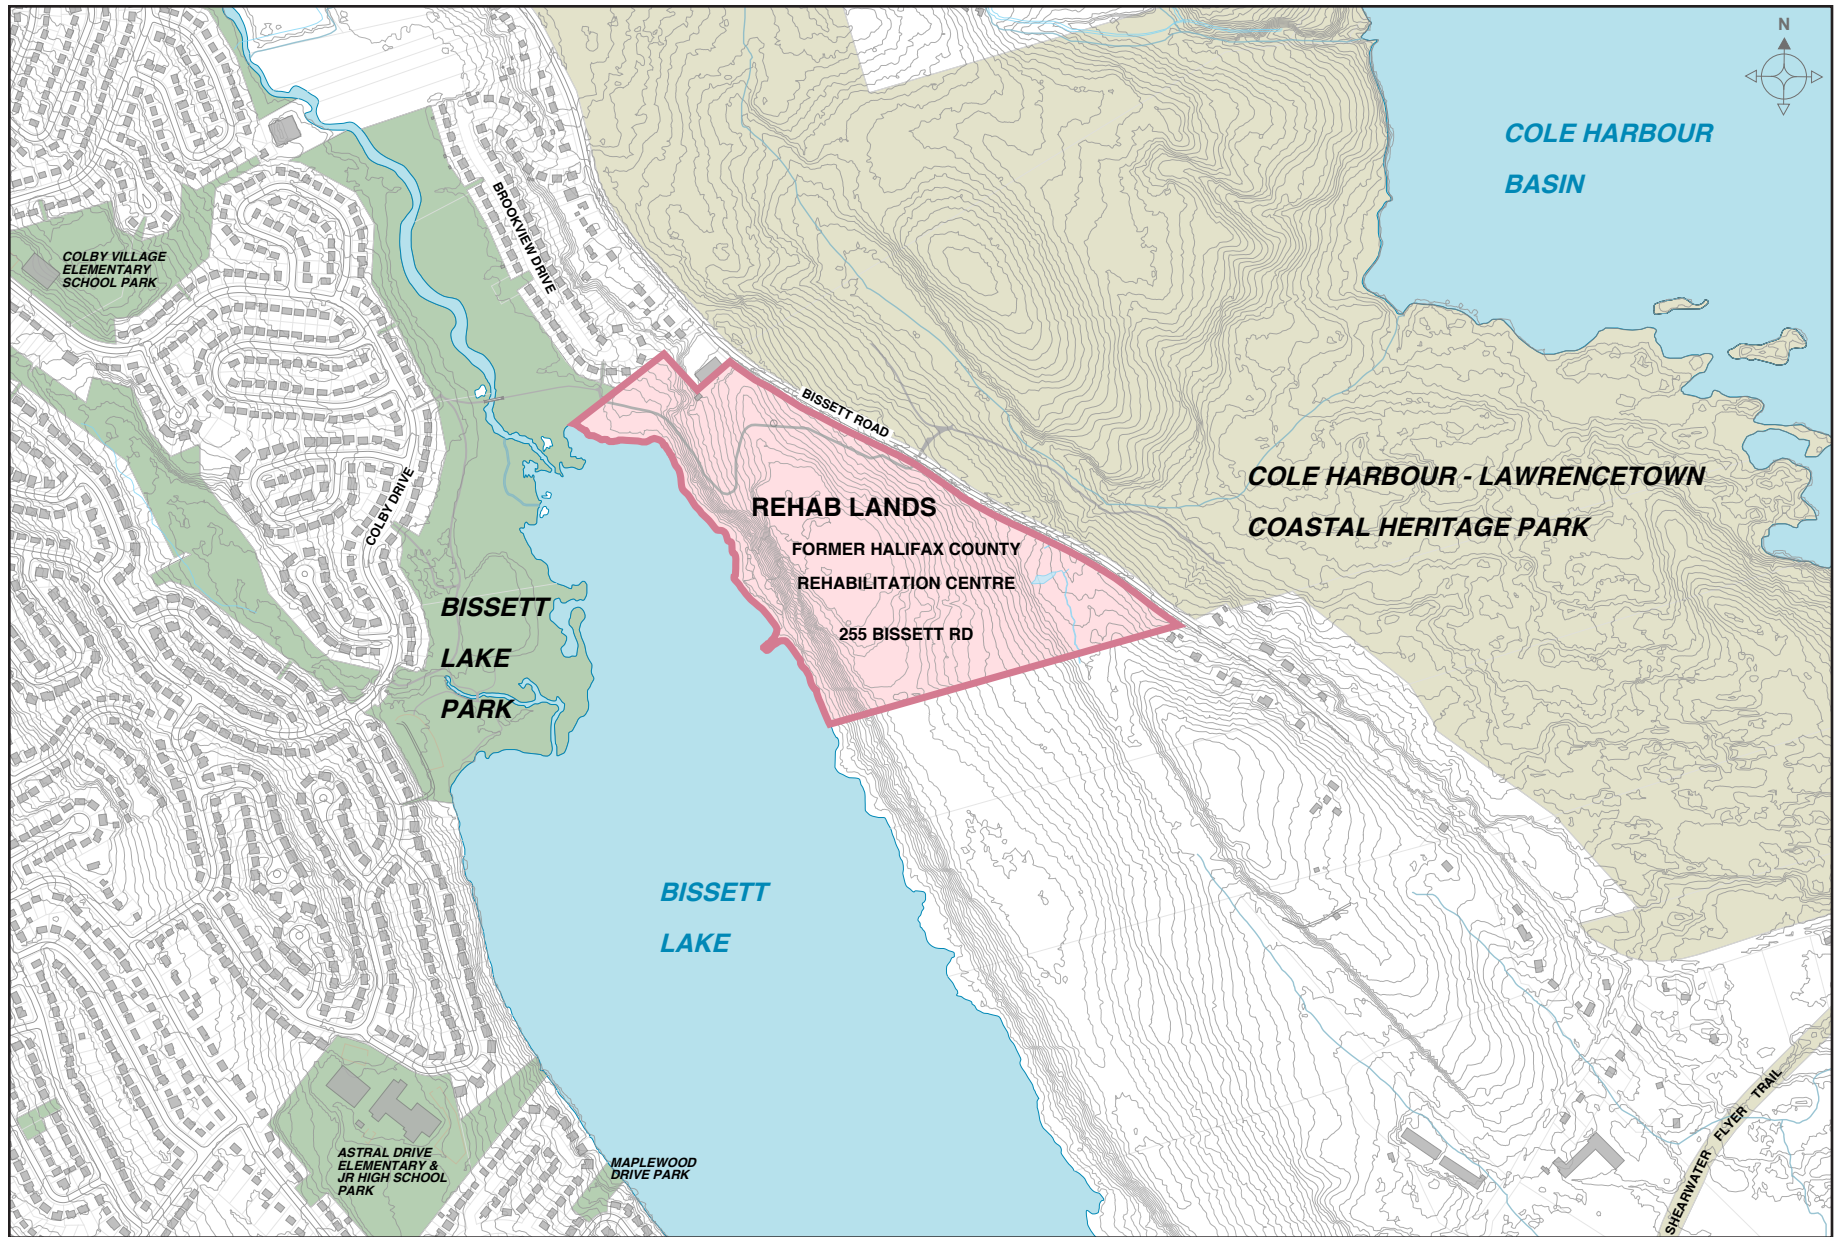 N
COLE HARBOUR
BASIN
BROOKVIEW DRIVE
COLBY VILLAGE
ELEMENTARY
SCHOOL PARK
BISSETT ROAD
COLBY DRIVE
COLE HARBOUR - LAWRENCETOWN
COASTAL HERITAGE PARK
REHAB LANDS
FORMER HALIFAX COUNTY
REHABILITATION CENTRE
255 BISSETT RD
BISSETT
LAKE
PARK
BISSETT
LAKE
ASTRAL DRIVE
ELEMENTARY &
JR HIGH SCHOOL
PARK
MAPLEWOOD
DRIVE PARK
SHEARWATER FLYER TRAIL